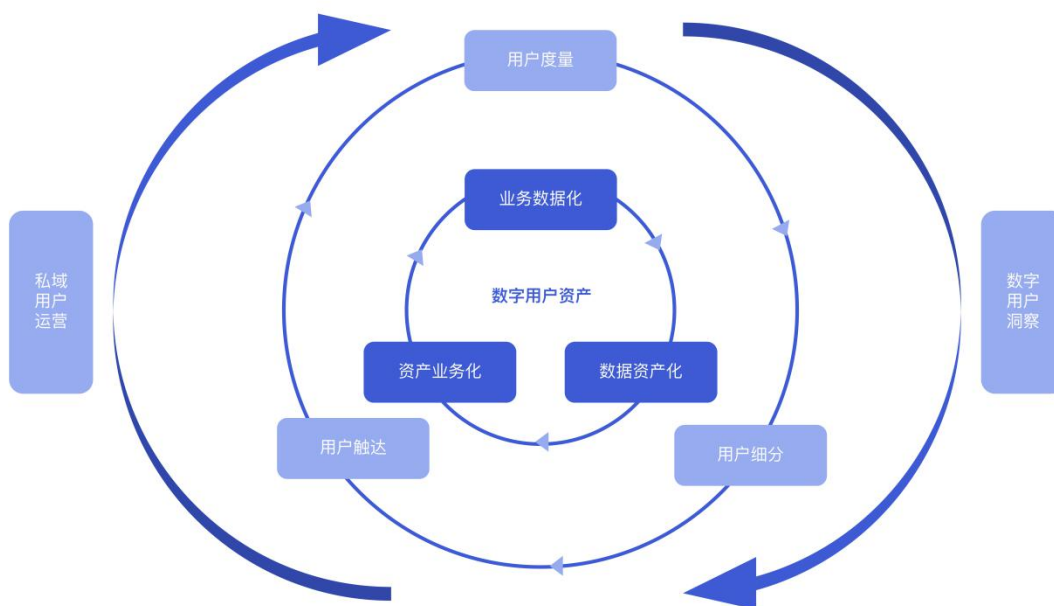 用户度量
业务数据化
私域
用户
运营
数字用户资产
数字
用户
洞察
资产业务化
数据资产化
用户触达
用户细分